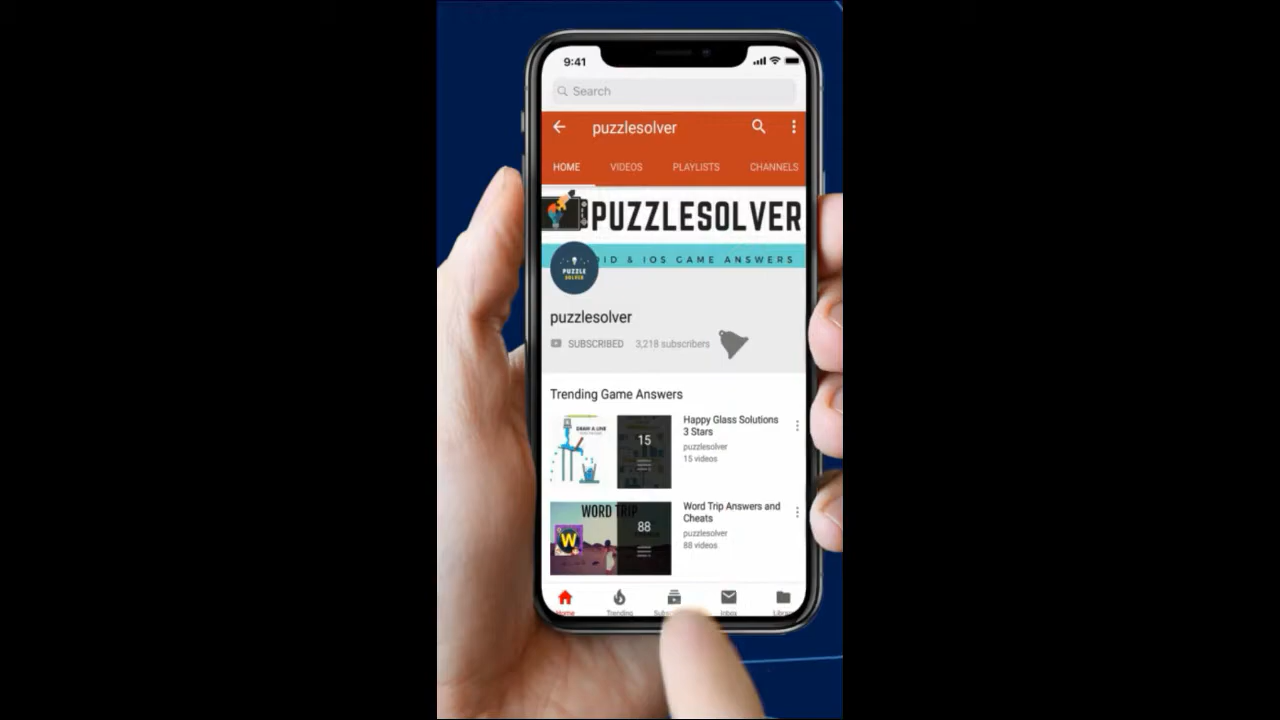 9:41
Search
puzzlesolver
HOME VIDEOS PLAYLISTS CHANNELS
PUZZLESOLVER
ID & IOS GAME ANSWERS
PUZZLE
SOLVER
puzzlesolver
SUBSCRIBED 3,218 subscribers
Trending Game Answers
DRAW A LINE
15
Happy Glass Solutions
3 Stars
puzzlesolver
15 videos
WORD TRIP
W
88
Word Trip Answers and
Cheats
puzzlesolver
88 videos
Home Trending Inbox